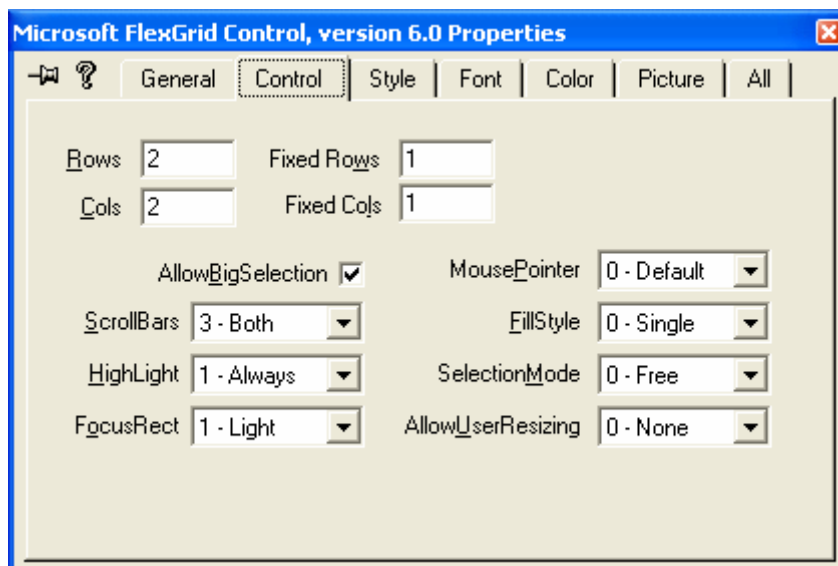 Microsoft FlexGrid Control, version 6.0 Properties
General Control Style Font Color Picture All
Rows 2 Fixed Rows 1
Cols 2 Fixed Cols 1
AllowBigSelection MousePointer 0 - Default
ScrollBars 3 - Both FillStyle 0 - Single
HighLight 1 - Always SelectionMode 0 - Free
FocusRect 1 - Light AllowUserResizing 0 - None